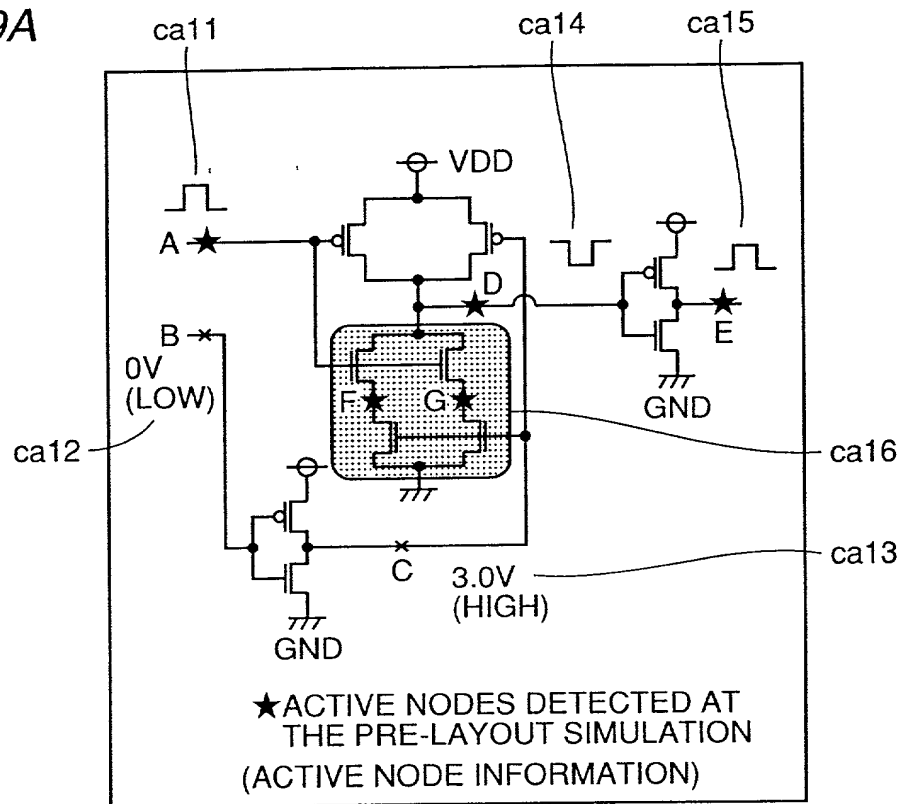 9A
ca11
ca14
ca15
VDD
A
D
B
E
0V
(LOW)
F
G
GND
ca12
ca16
C
3.0V
(HIGH)
ca13
GND
★ACTIVE NODES DETECTED AT
THE PRE-LAYOUT SIMULATION
(ACTIVE NODE INFORMATION)